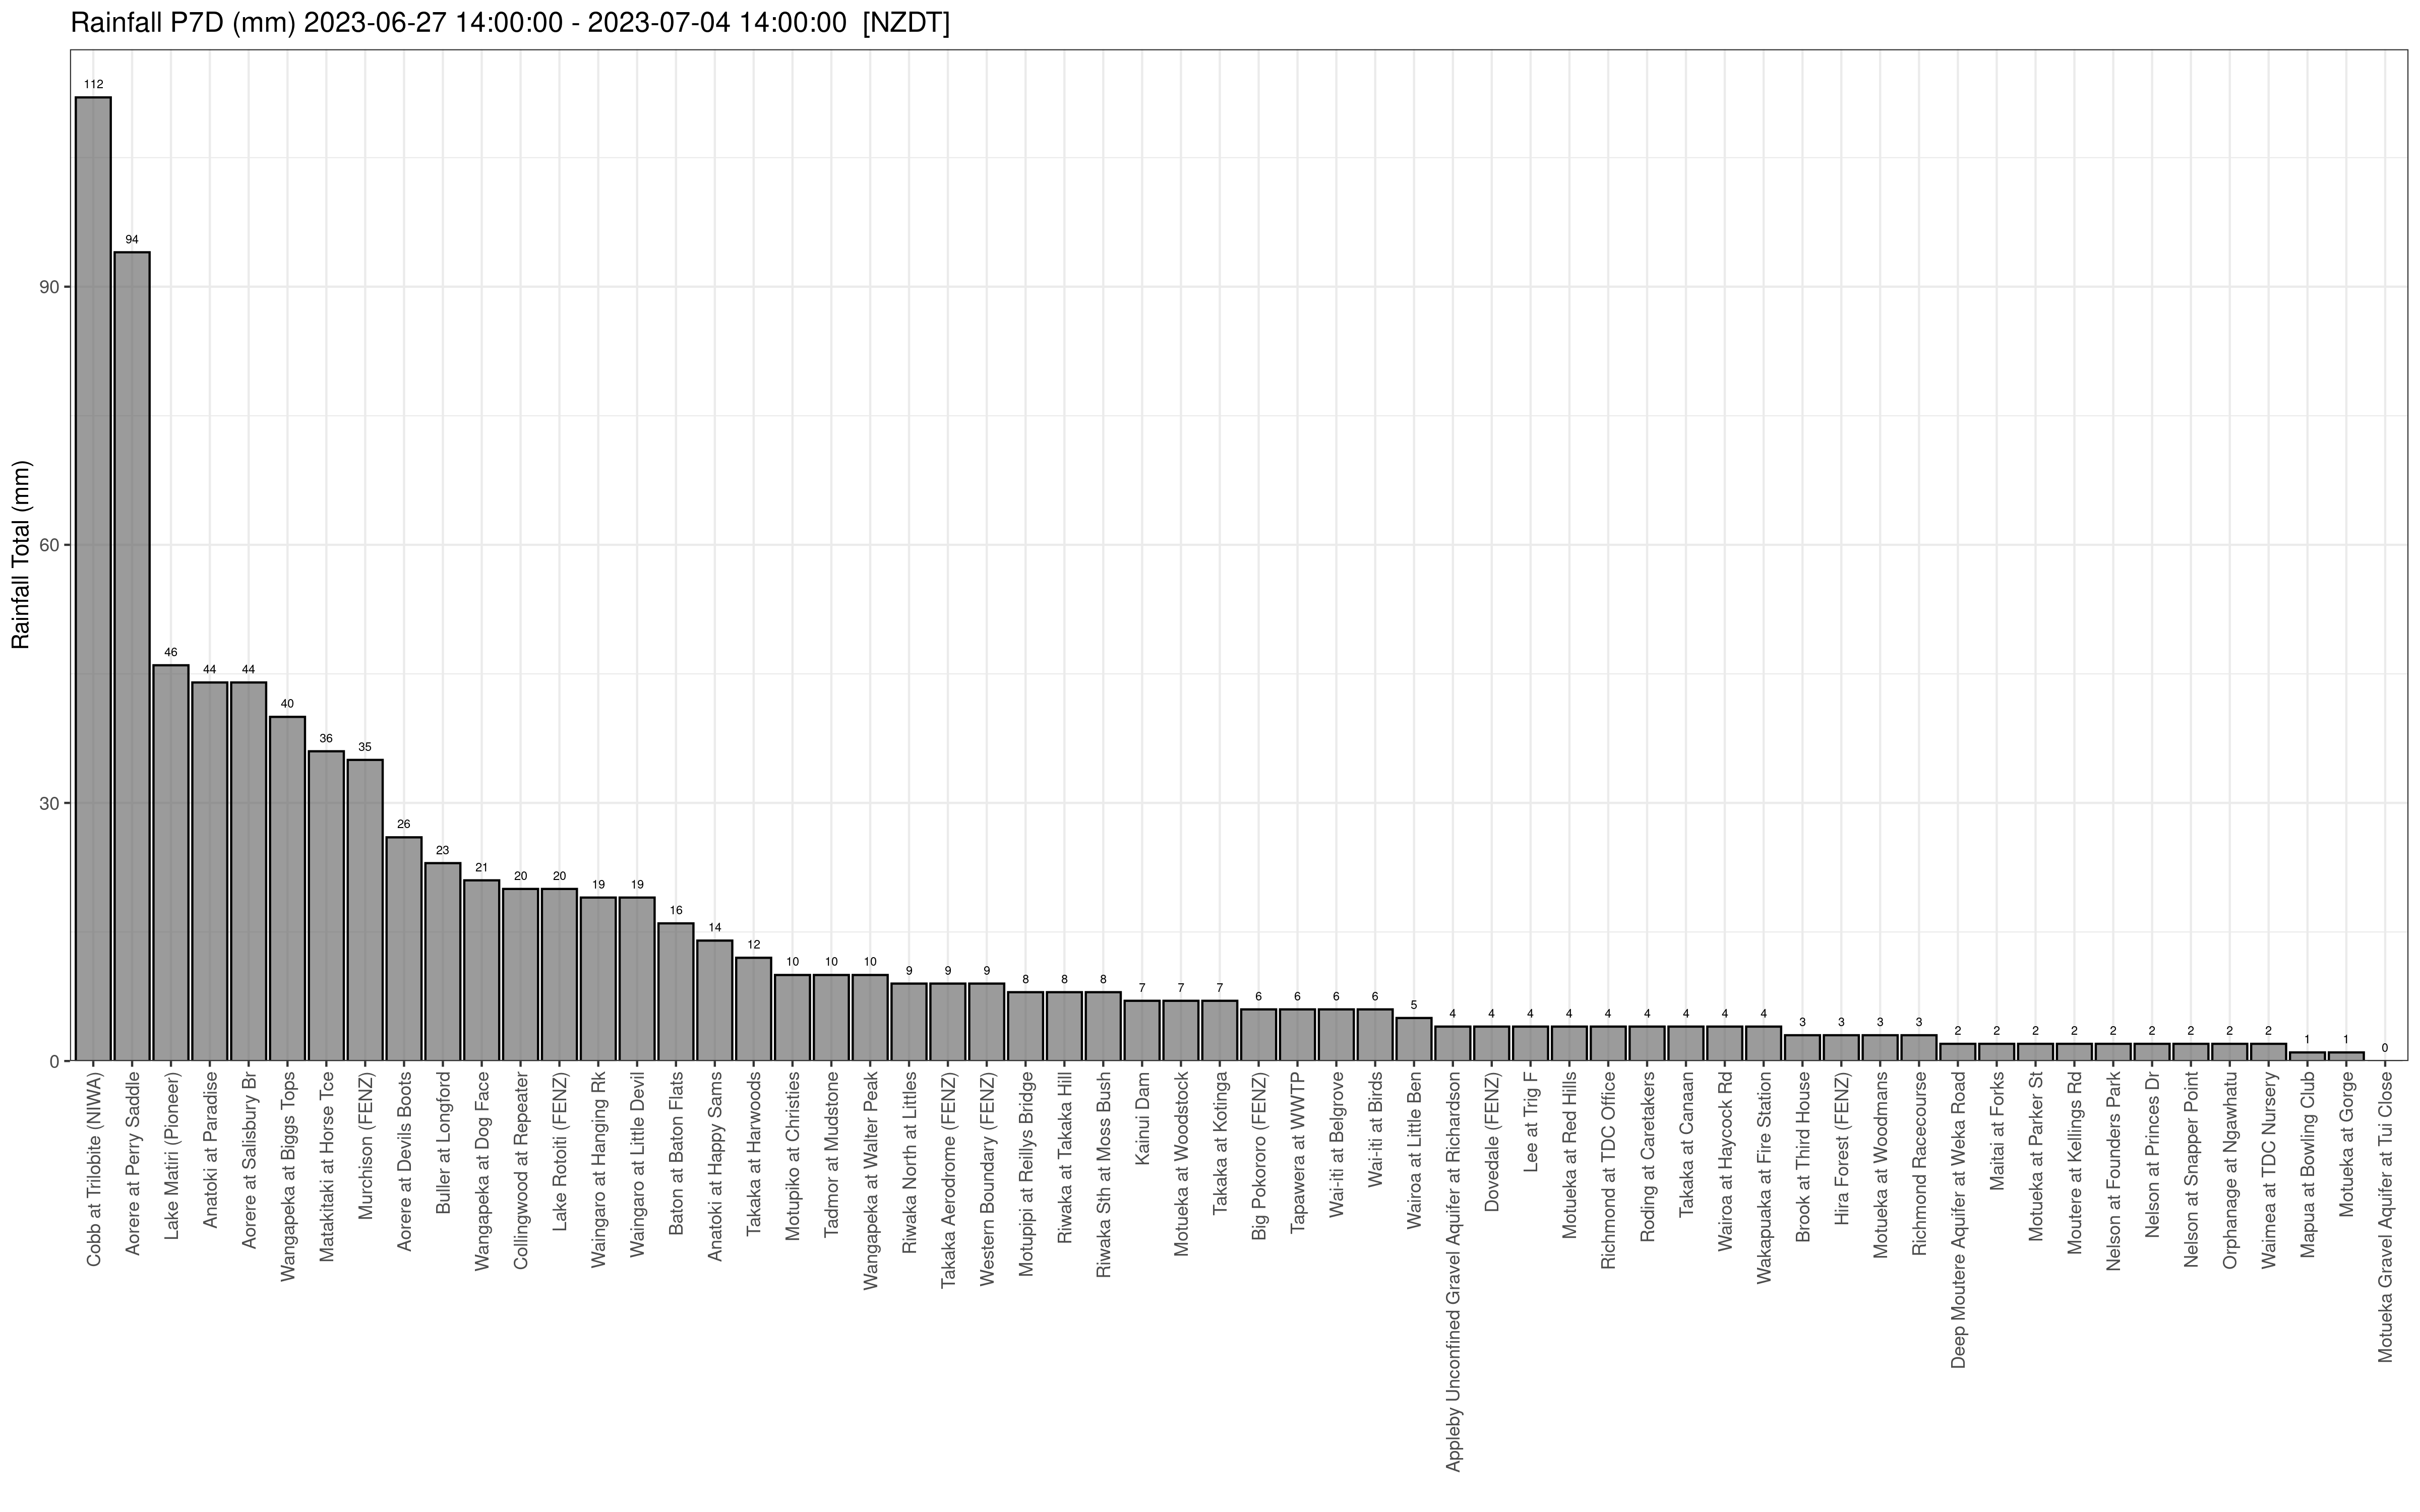 Rainfall P7D (mm) 2023-06-27 14:00:00 - 2023-07-04 14:00:00  [NZDT]
Rainfall Total (mm)
90
60
30
0
112
94
46
44
44
40
36
35
26
23
21
20
20
19
19
16
14
12
10
10
10
9
9
9
8
8
8
7
7
7
6
6
6
6
5
4
4
4
4
4
4
4
4
4
3
3
3
3
2
2
2
2
2
2
2
2
2
1
1
0
Cobb at Trilobite (NIWA)
Aorere at Perry Saddle
Lake Matiri (Pioneer)
Anatoki at Paradise
Aorere at Salisbury Br
Wangapeka at Biggs Tops
Matakitaki at Horse Tce
Murchison (FENZ)
Aorere at Devils Boots
Buller at Longford
Wangapeka at Dog Face
Collingwood at Repeater
Lake Rotoiti (FENZ)
Waingaro at Hanging Rk
Waingaro at Little Devil
Baton at Baton Flats
Anatoki at Happy Sams
Takaka at Harwoods
Motupiko at Christies
Tadmor at Mudstone
Wangapeka at Walter Peak
Riwaka North at Littles
Takaka Aerodrome (FENZ)
Western Boundary (FENZ)
Motupipi at Reillys Bridge
Riwaka at Takaka Hill
Riwaka Sth at Moss Bush
Kainui Dam
Motueka at Woodstock
Takaka at Kotinga
Big Pokororo (FENZ)
Tapawera at WWTP
Wai-iti at Belgrove
Wai-iti at Birds
Wairoa at Little Ben
Appleby Unconfined Gravel Aquifer at Richardson
Dovedale (FENZ)
Lee at Trig F
Motueka at Red Hills
Richmond at TDC Office
Roding at Caretakers
Takaka at Canaan
Wairoa at Haycock Rd
Wakapuaka at Fire Station
Brook at Third House
Hira Forest (FENZ)
Motueka at Woodmans
Richmond Racecourse
Deep Moutere Aquifer at Weka Road
Maitai at Forks
Motueka at Parker St
Moutere at Kellings Rd
Nelson at Founders Park
Nelson at Princes Dr
Nelson at Snapper Point
Orphanage at Ngawhatu
Waimea at TDC Nursery
Mapua at Bowling Club
Motueka at Gorge
Motueka Gravel Aquifer at Tui Close